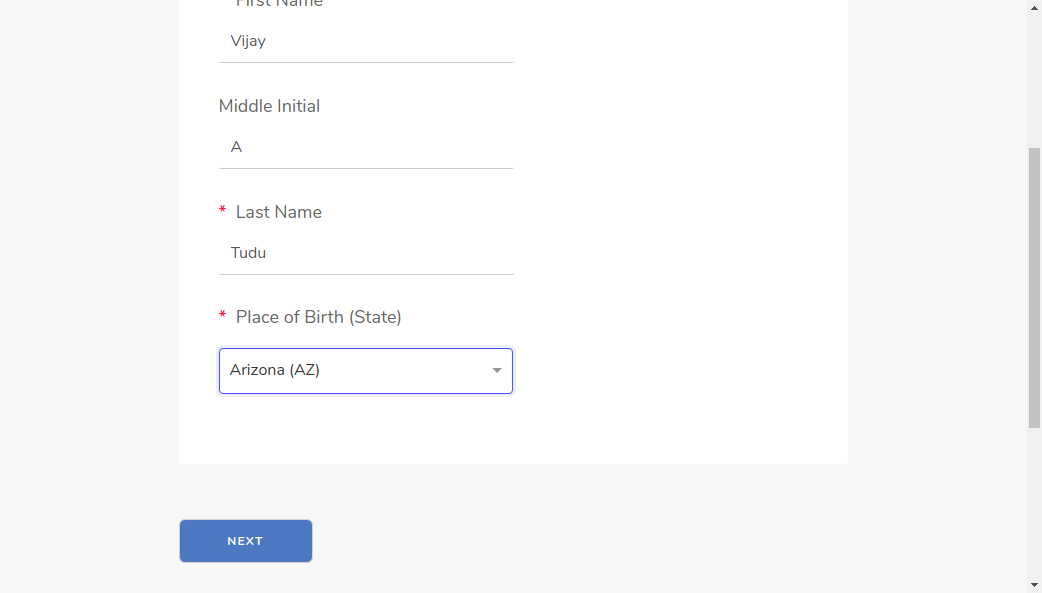 First Name
Vijay
Middle Initial
A
* Last Name
Tudu
* Place of Birth (State)
Arizona (AZ)
NEXT